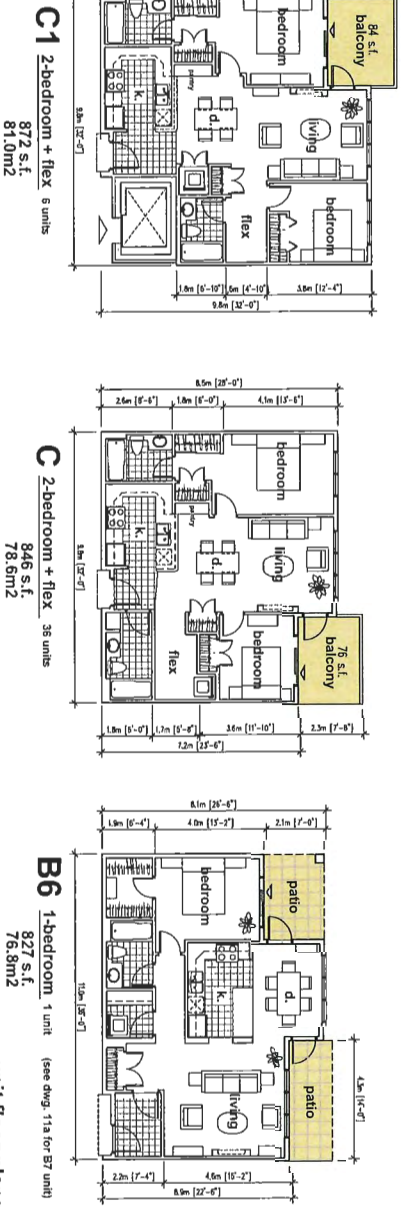 84 s.f.
balcony
bedroom
living
bedroom
pantry
d.
k.
flex
9.8m [32'-0"]
1.8m [6'-10"]
3.8m [12'-4"]
9.8m [32'-0"]
C1 2-bedroom + flex 6 units
872 s.f.
81.0m2
8.5m [28'-0"]
2.6m [8'-6"] 1.8m [6'-0"] 4.1m [13'-6"]
bedroom
living
76 s.f.
balcony
bedroom
pantry
d.
k.
flex
9.8m [32'-0"]
1.8m [6'-0"] 1.7m [5'-8"] 3.6m [11'-10"] 2.3m [7'-6"]
7.2m [23'-6"]
C 2-bedroom + flex 36 units
846 s.f.
78.6m2
8.1m [26'-6"]
1.9m [6'-4"] 4.0m [13'-2"] 2.1m [7'-0"]
patio
bedroom
d.
k.
patio
living
4.3m [14'-0"]
2.2m [7'-4"] 4.6m [15'-2"]
6.9m [22'-6"]
B6 1-bedroom 1 unit (see dwg. 11a for B7 unit)
827 s.f.
76.8m2